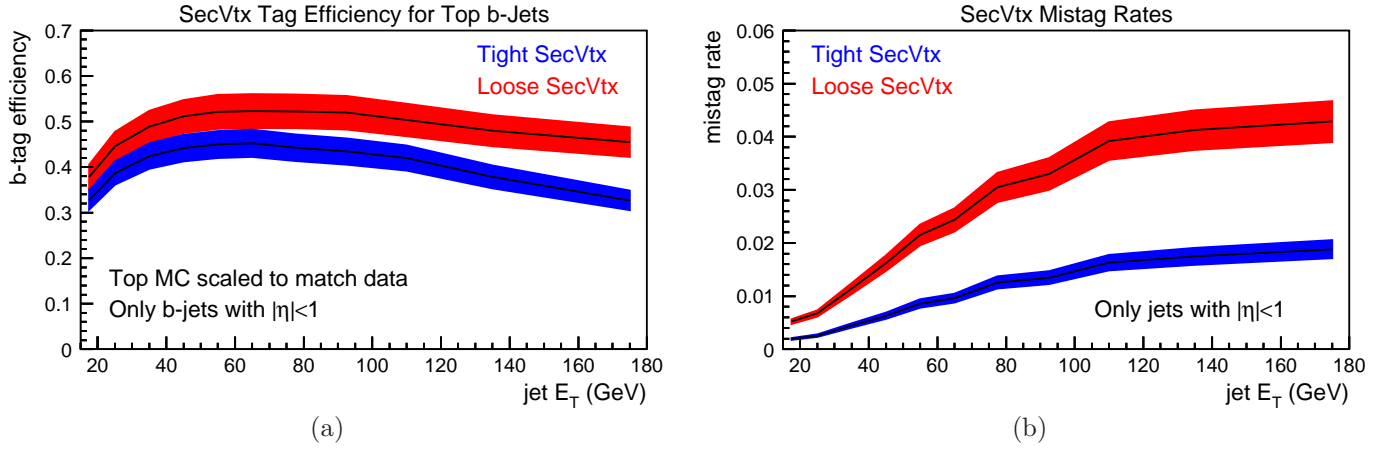 SecVtx Tag Efficiency for Top b-Jets
b-tag efficiency
0.7
0.6
0.5
0.4
0.3
0.2
0.1
0
Tight SecVtx
Loose SecVtx
Top MC scaled to match data
Only b-jets with |η|<1
20 40 60 80 100 120 140 160 180
jet E_T (GeV)
(a)
SecVtx Mistag Rates
mistag rate
0.06
0.05
0.04
0.03
0.02
0.01
0
Tight SecVtx
Loose SecVtx
Only jets with |η|<1
20 40 60 80 100 120 140 160 180
jet E_T (GeV)
(b)